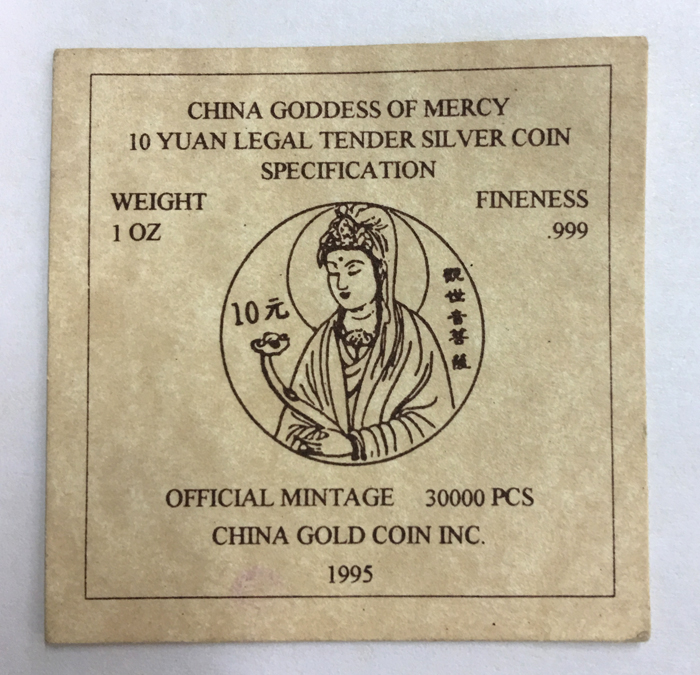 CHINA GODDESS OF MERCY
10 YUAN LEGAL TENDER SILVER COIN
SPECIFICATION
WEIGHT FINENESS
1 OZ .999
10元
觀世音菩薩
OFFICIAL MINTAGE 30000 PCS
CHINA GOLD COIN INC.
1995